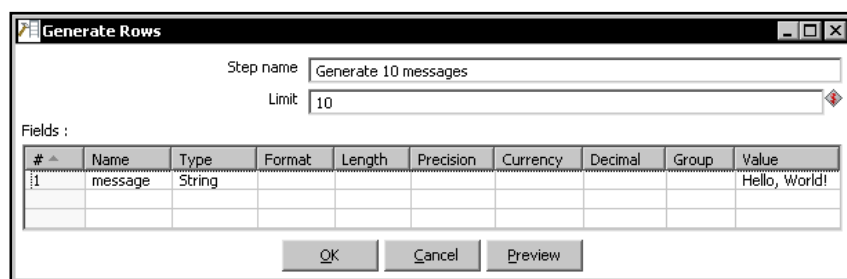 Generate Rows
Step name Generate 10 messages
Limit 10
Fields :
# Name Type Format Length Precision Currency Decimal Group Value
1 message String Hello, World!
OK Cancel Preview